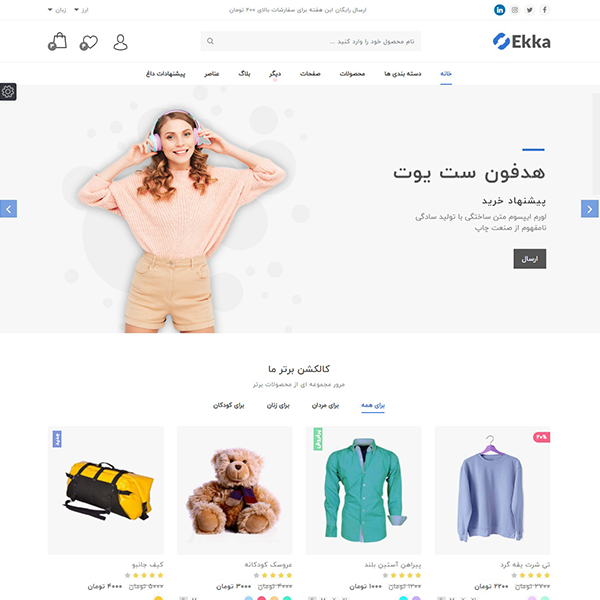 ارسال رایگان این هفته برای سفارشات بالای ۲۰۰ تومان
ارز
زبان
Ekka
نام محصول خود را وارد کنید ...
خانه
دسته بندی ها
محصولات
صفحات
دیگر
بلاگ
عناصر
پیشنهادات داغ
هدفون ست یوت
پیشنهاد خرید
لورم ایپسوم متن ساختگی با تولید سادگی
نامفهوم از صنعت چاپ
ارسال
کالکشن برتر ما
مرور مجموعه ای از محصولات برتر
برای همه
برای مردان
برای زنان
برای کودکان
۲۰%
جدید
تی شرت یقه گرد
پیراهن آستین بلند
عروسک کودکانه
کیف جانبو
۲۷۰۰ تومان ۲۲۰۰ تومان
۱۲۰۰ تومان ۱۰۰۰ تومان
۴۰۰۰ تومان ۳۰۰۰ تومان
۵۰۰۰ تومان ۴۰۰۰ تومان